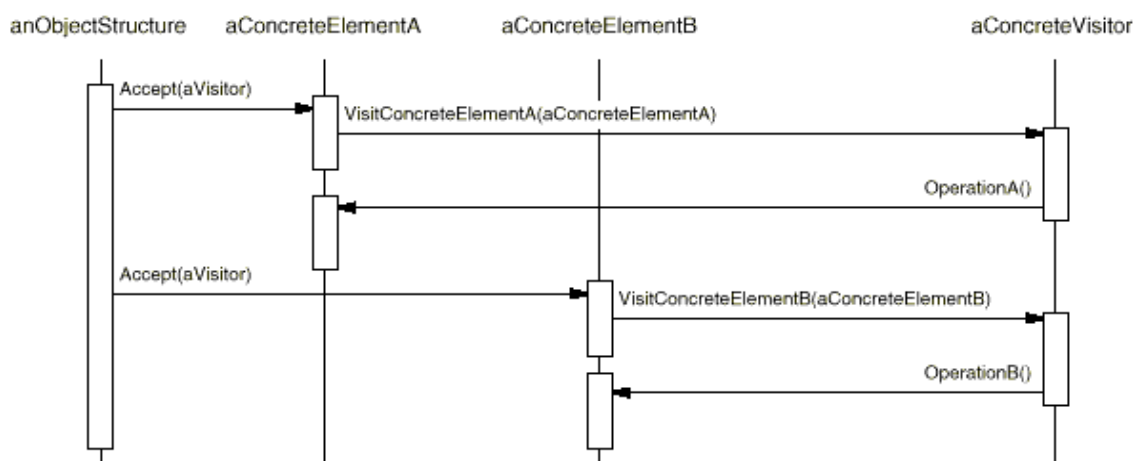 anObjectStructure aConcreteElementA aConcreteElementB aConcreteVisitor
Accept(aVisitor)
VisitConcreteElementA(aConcreteElementA)
OperationA()
Accept(aVisitor)
VisitConcreteElementB(aConcreteElementB)
OperationB()